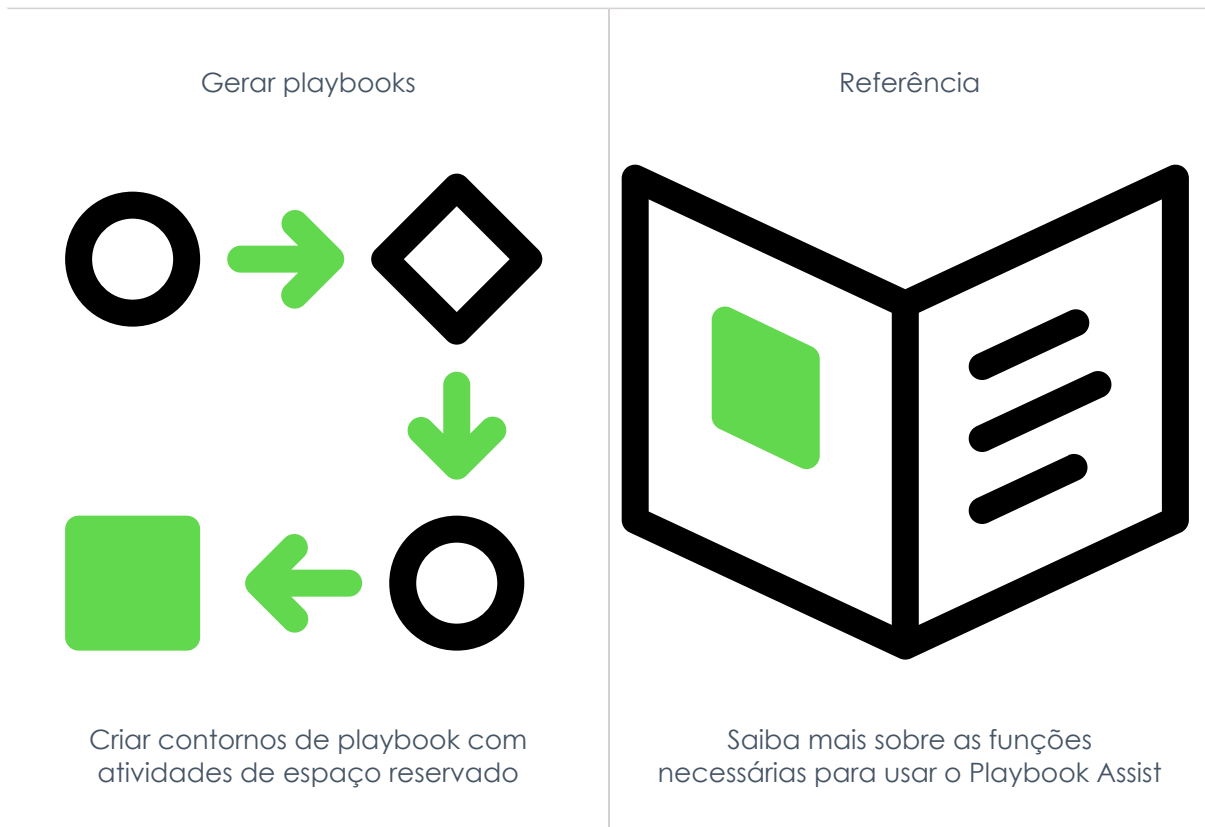 Gerar playbooks
Criar contornos de playbook com
atividades de espaço reservado
Referência
Saiba mais sobre as funções
necessárias para usar o Playbook Assist